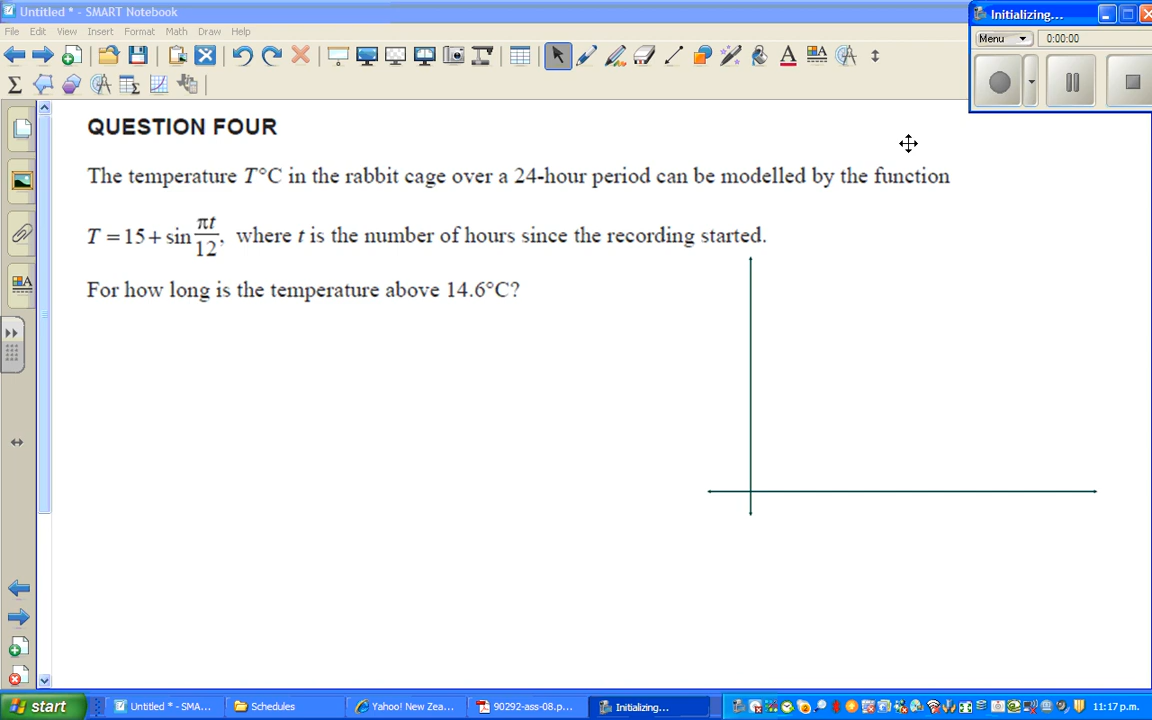 Untitled * - SMART Notebook
Initializing...
File Edit View Insert Format Math Draw Help
Menu
0:00:00
QUESTION FOUR
The temperature T°C in the rabbit cage over a 24-hour period can be modelled by the function
T = 15 + sin πt/12, where t is the number of hours since the recording started.
For how long is the temperature above 14.6°C?
start
Untitled * - SMA...
Schedules
Yahoo! New Zea...
90292-ass-08.p...
Initializing...
11:17 p.m.